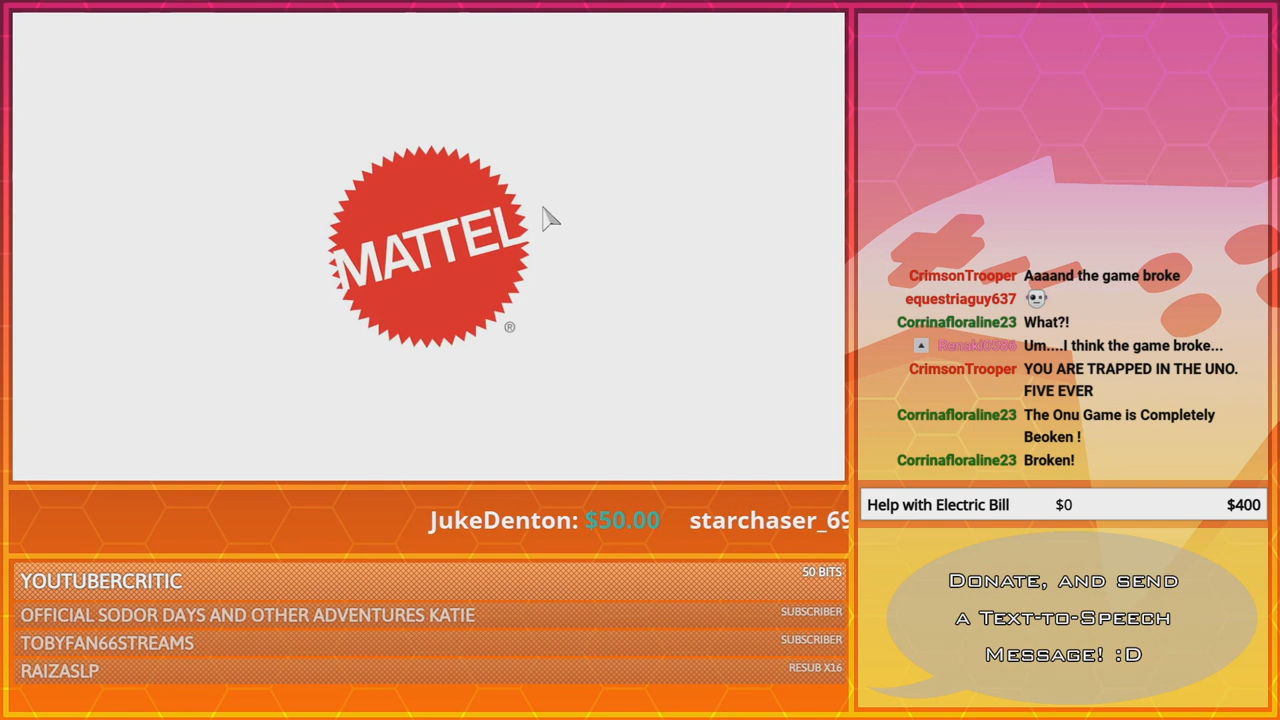 MATTEL
®
CrimsonTrooper Aaaand the game broke
equestriaguy637
Corrinafloraline23 What?!
Renaki0586 Um....I think the game broke...
CrimsonTrooper YOU ARE TRAPPED IN THE UNO.
FIVE EVER
Corrinafloraline23 The Onu Game is Completely
Beoken !
Corrinafloraline23 Broken!
Help with Electric Bill $0 $400
JukeDenton: $50.00 starchaser_69
YOUTUBERCRITIC 50 BITS
OFFICIAL SODOR DAYS AND OTHER ADVENTURES KATIE SUBSCRIBER
TOBYFAN66STREAMS SUBSCRIBER
RAIZASLP RESUB X16
Donate, and send
a Text-to-Speech
Message! :D